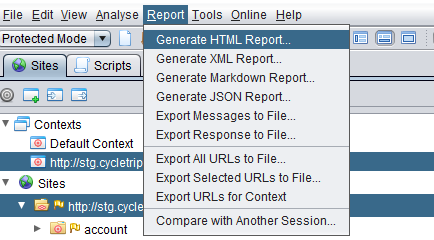 File Edit View Analyse Report Tools Online Help
Protected Mode
Generate HTML Report...
Sites Scripts
Generate XML Report...
Generate Markdown Report...
Generate JSON Report...
Export Messages to File...
Export Response to File...
Contexts
Default Context
http://stg.cycletrip
Export All URLs to File...
Export Selected URLs to File...
Export URLs for Context
Sites
http://stg.cycle
Compare with Another Session...
account